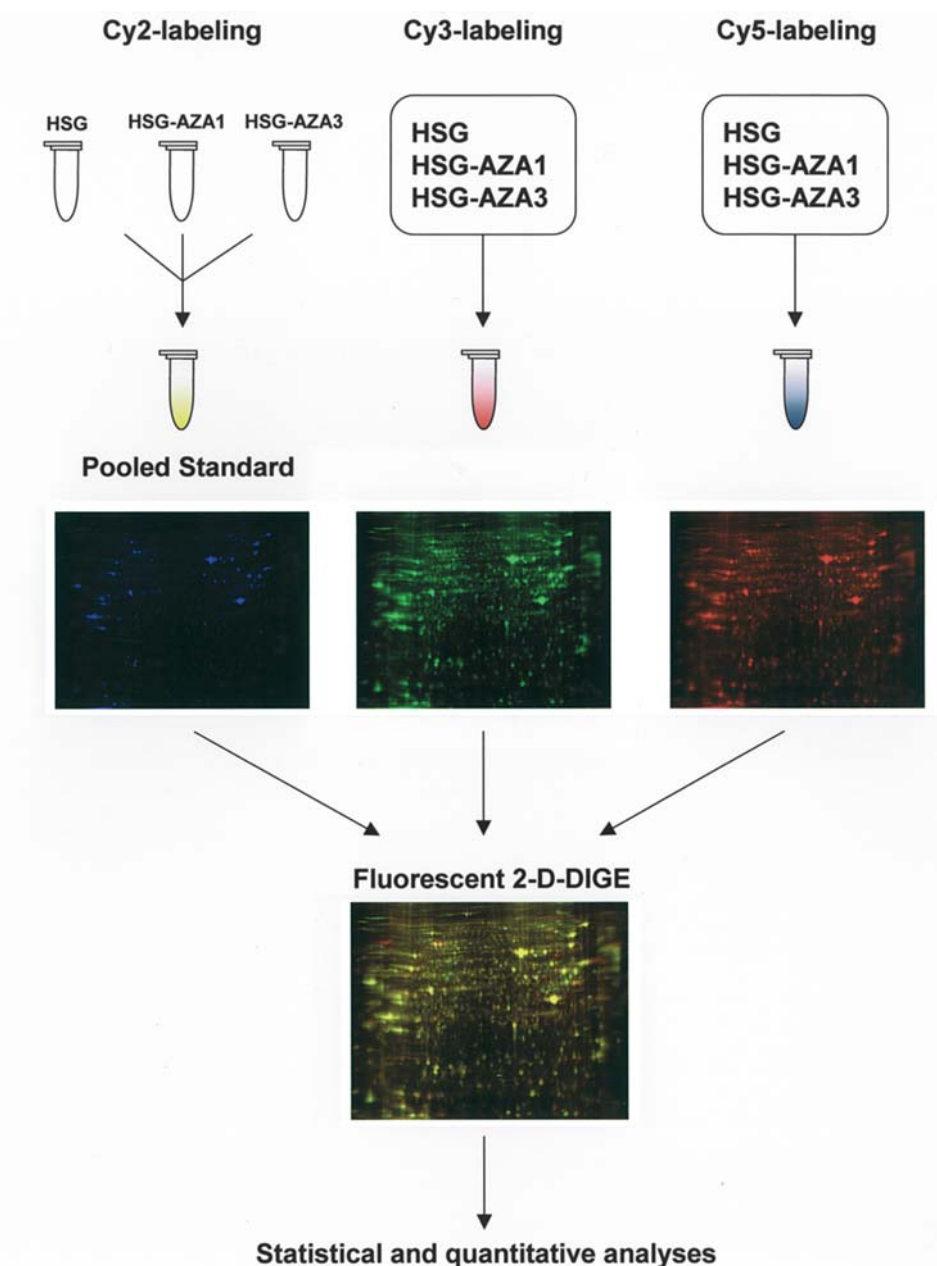 Cy2-labeling
Cy3-labeling
Cy5-labeling
HSG
HSG-AZA1
HSG-AZA3
HSG
HSG-AZA1
HSG-AZA3
HSG
HSG-AZA1
HSG-AZA3
Pooled Standard
Fluorescent 2-D-DIGE
Statistical and quantitative analyses